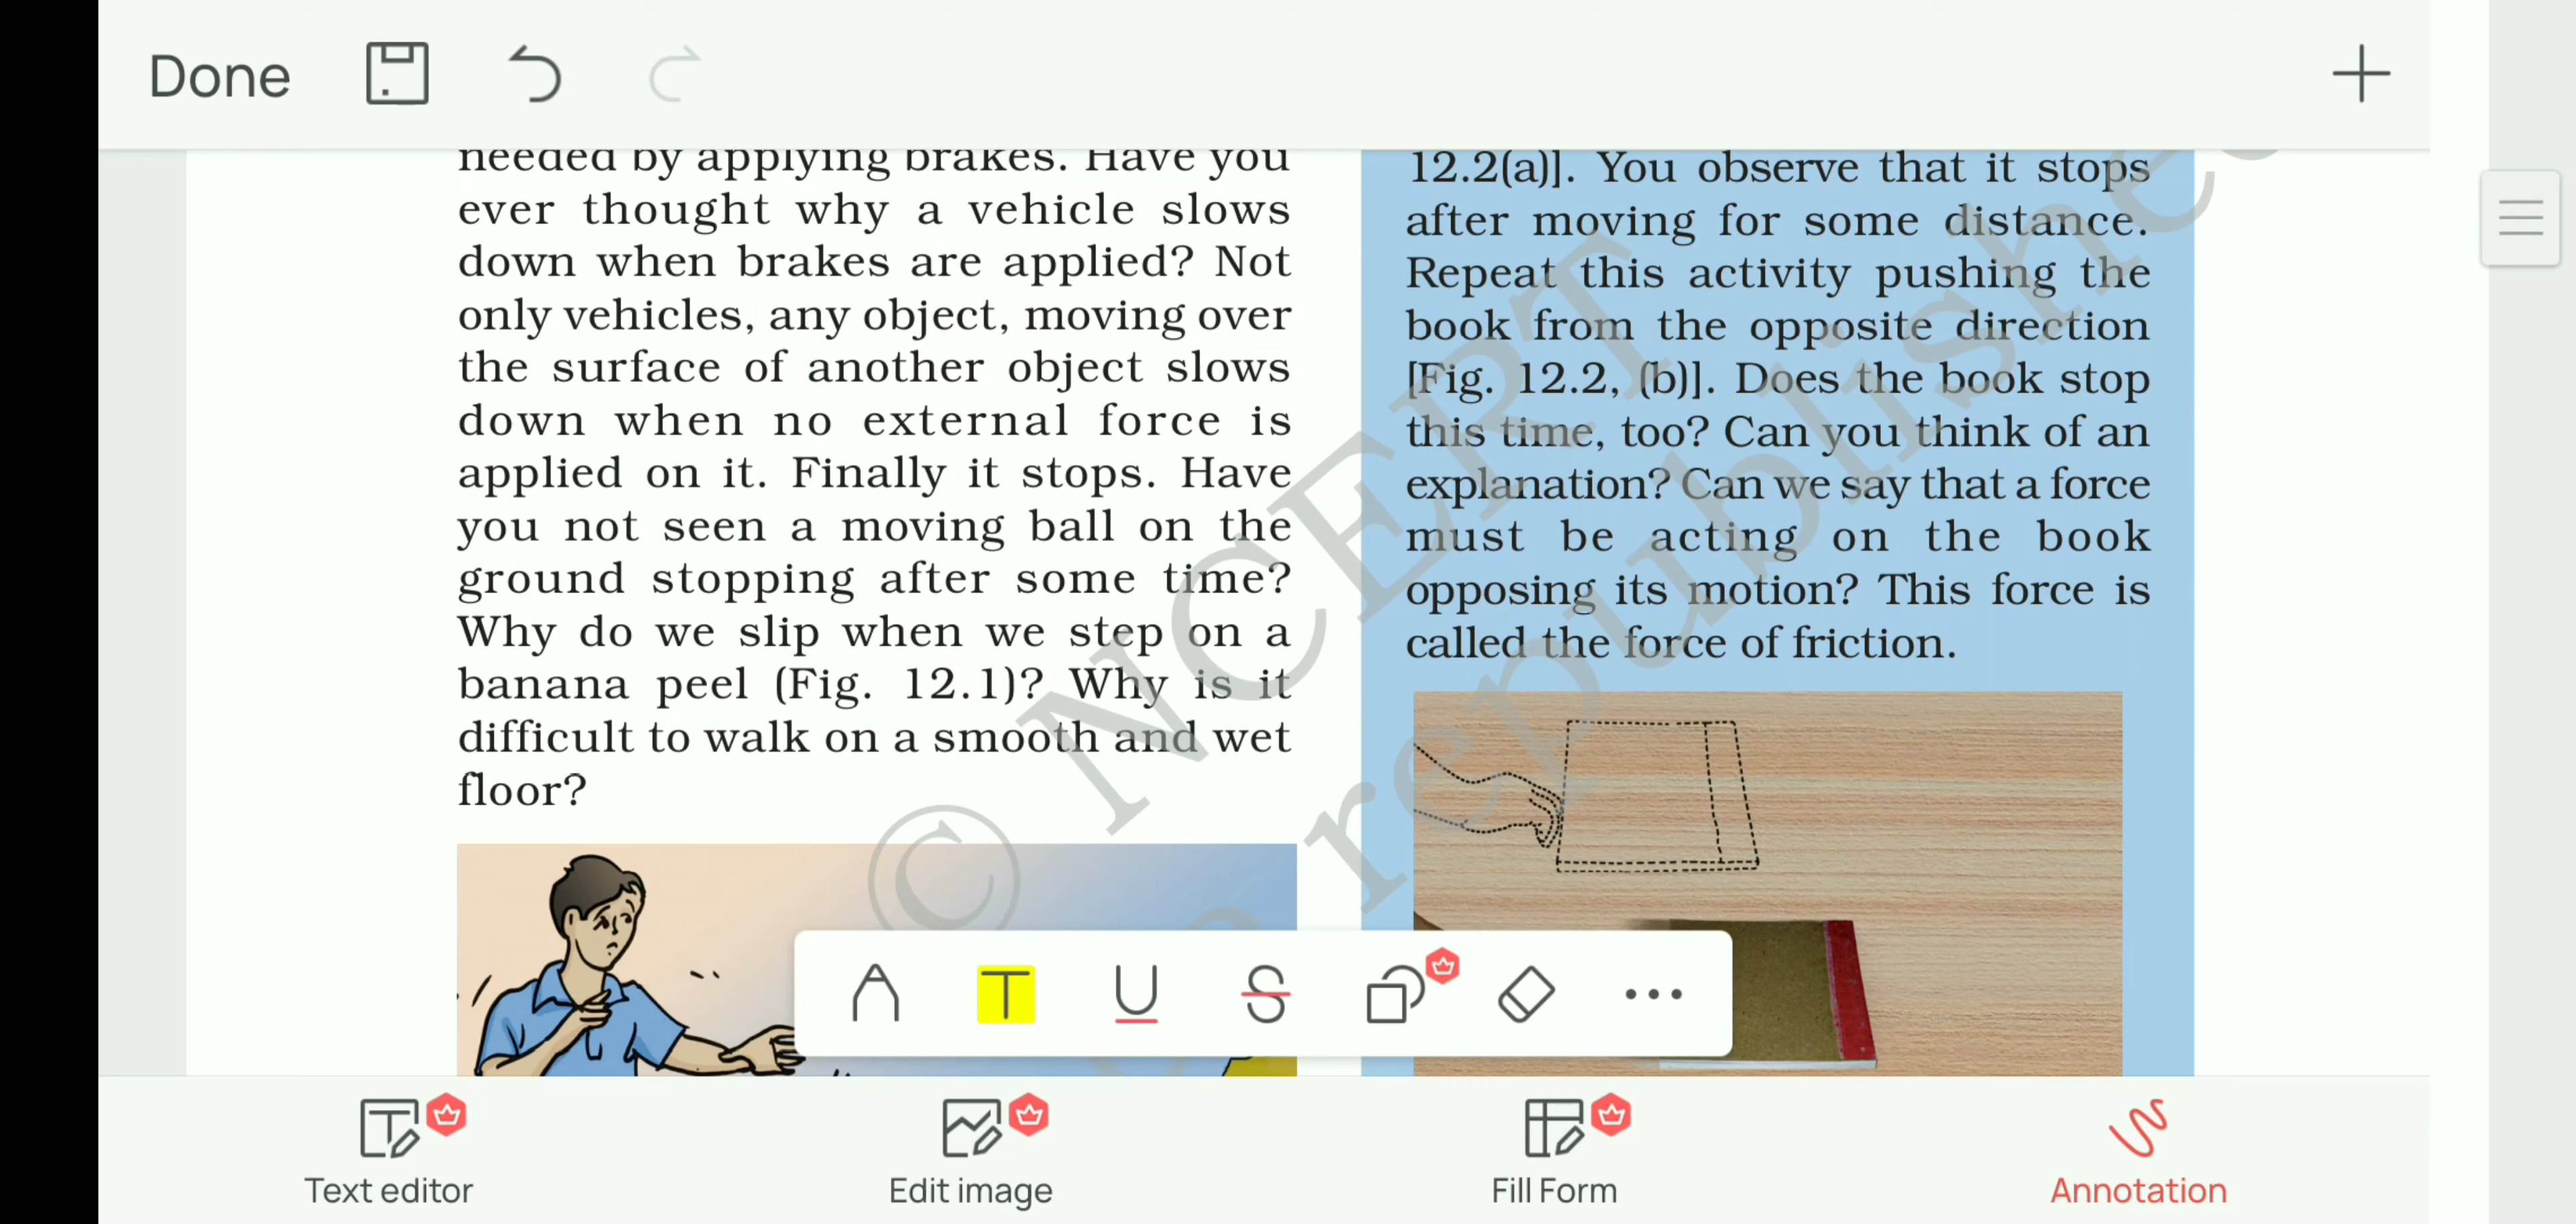 Done
needed by applying brakes. Have you
ever thought why a vehicle slows
down when brakes are applied? Not
only vehicles, any object, moving over
the surface of another object slows
down when no external force is
applied on it. Finally it stops. Have
you not seen a moving ball on the
ground stopping after some time?
Why do we slip when we step on a
banana peel (Fig. 12.1)? Why is it
difficult to walk on a smooth and wet
floor?
12.2(a)]. You observe that it stops
after moving for some distance.
Repeat this activity pushing the
book from the opposite direction
[Fig. 12.2, (b)]. Does the book stop
this time, too? Can you think of an
explanation? Can we say that a force
must be acting on the book
opposing its motion? This force is
called the force of friction.
© NCERT
republishe
A T U S
Text editor
Edit image
Fill Form
Annotation